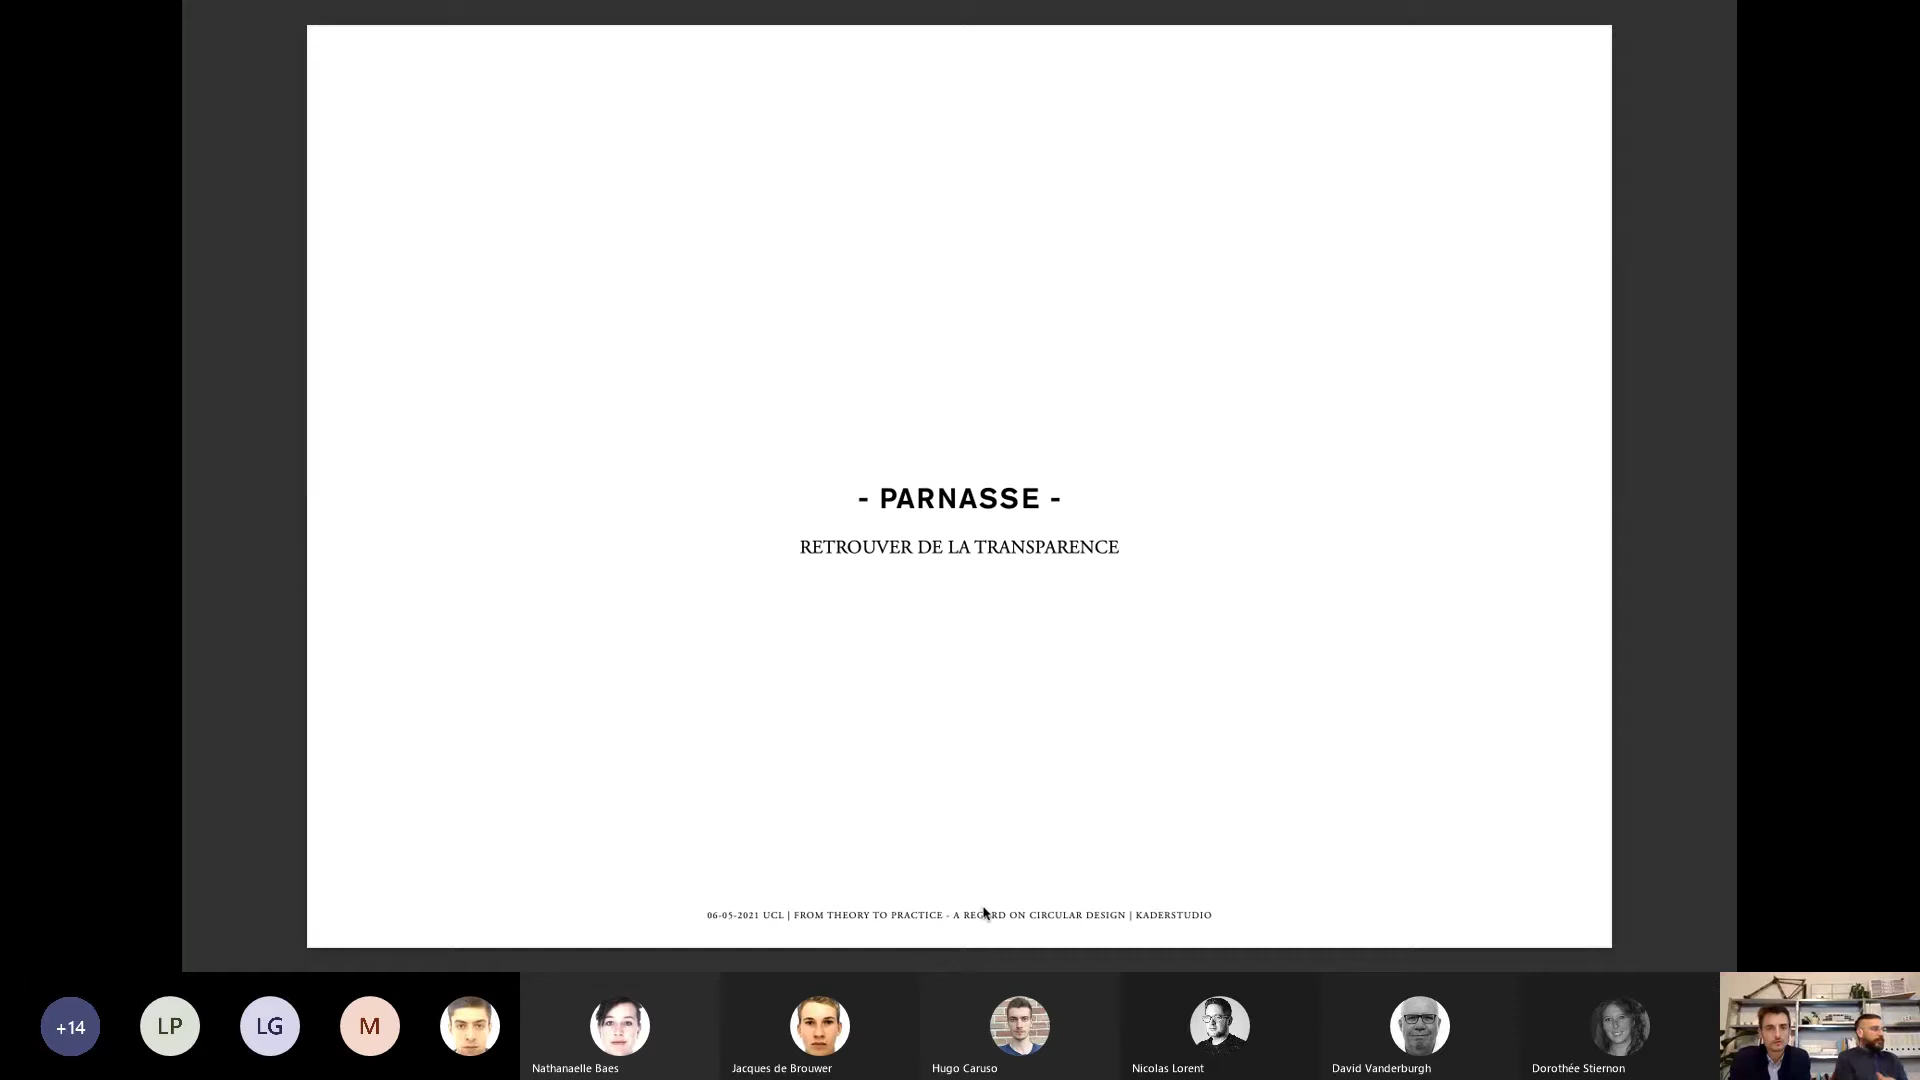 - PARNASSE -
RETROUVER DE LA TRANSPARENCE
06-05-2021 UCL | FROM THEORY TO PRACTICE - A REGARD ON CIRCULAR DESIGN | KADERSTUDIO
+14
LP
LG
M
Nathanaelle Baes
Jacques de Brouwer
Hugo Caruso
Nicolas Lorent
David Vanderburgh
Dorothée Stiernon